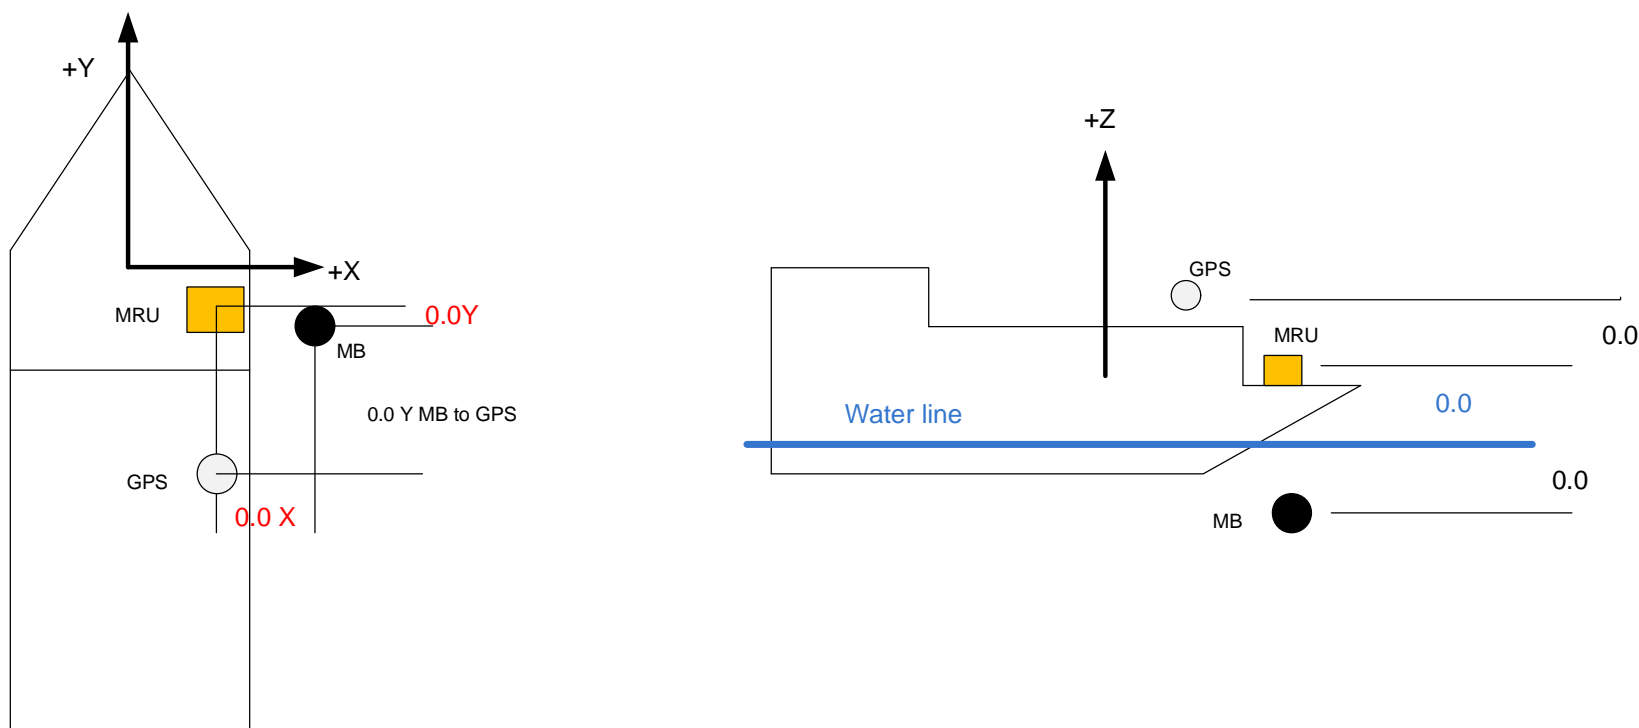 +Y
+X
MRU
0.0Y
MB
0.0 Y MB to GPS
GPS
0.0 X
+Z
GPS
MRU
0.0
0.0
Water line
0.0
MB